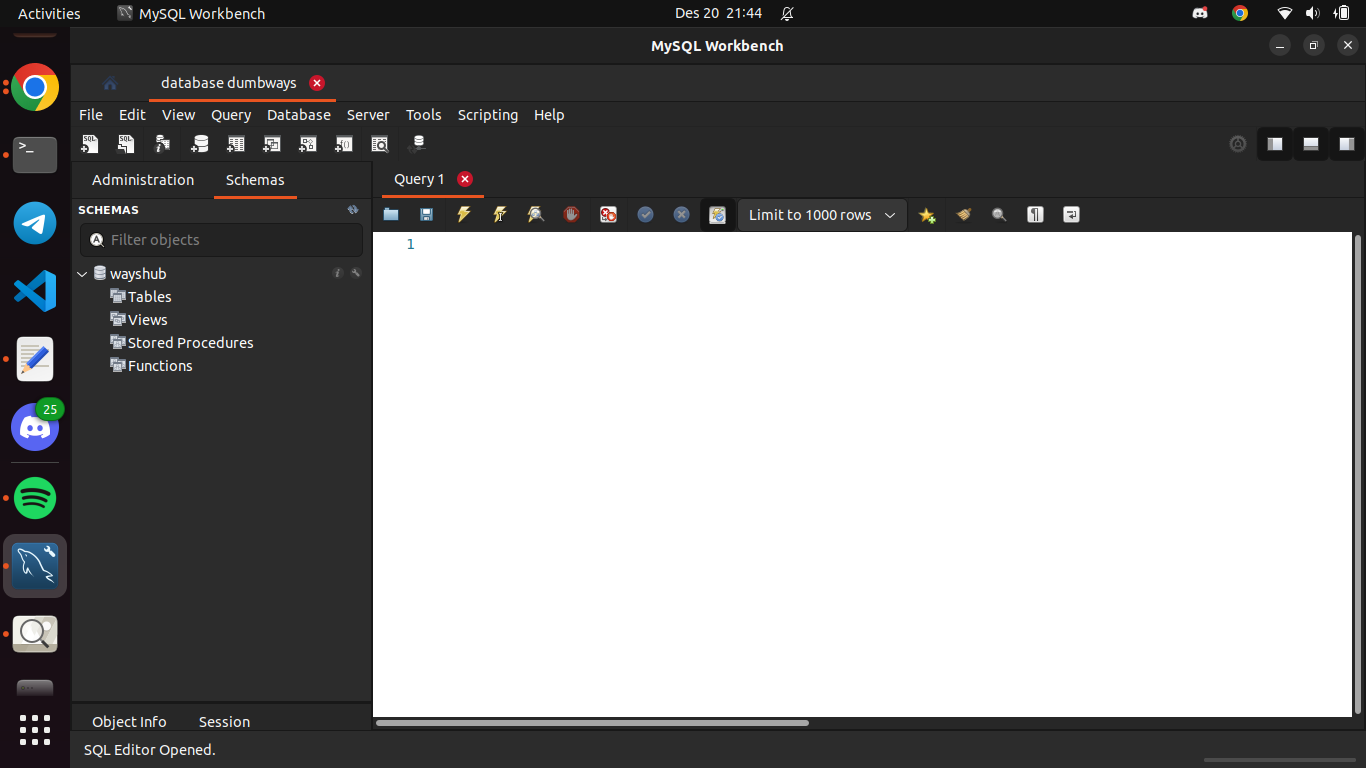 Activities MySQL Workbench Des 20 21:44
MySQL Workbench
database dumbways
File Edit View Query Database Server Tools Scripting Help
Administration Schemas Query 1
SCHEMAS
Limit to 1000 rows
Filter objects
1
wayshub
Tables
Views
Stored Procedures
Functions
25
Object Info Session
SQL Editor Opened.